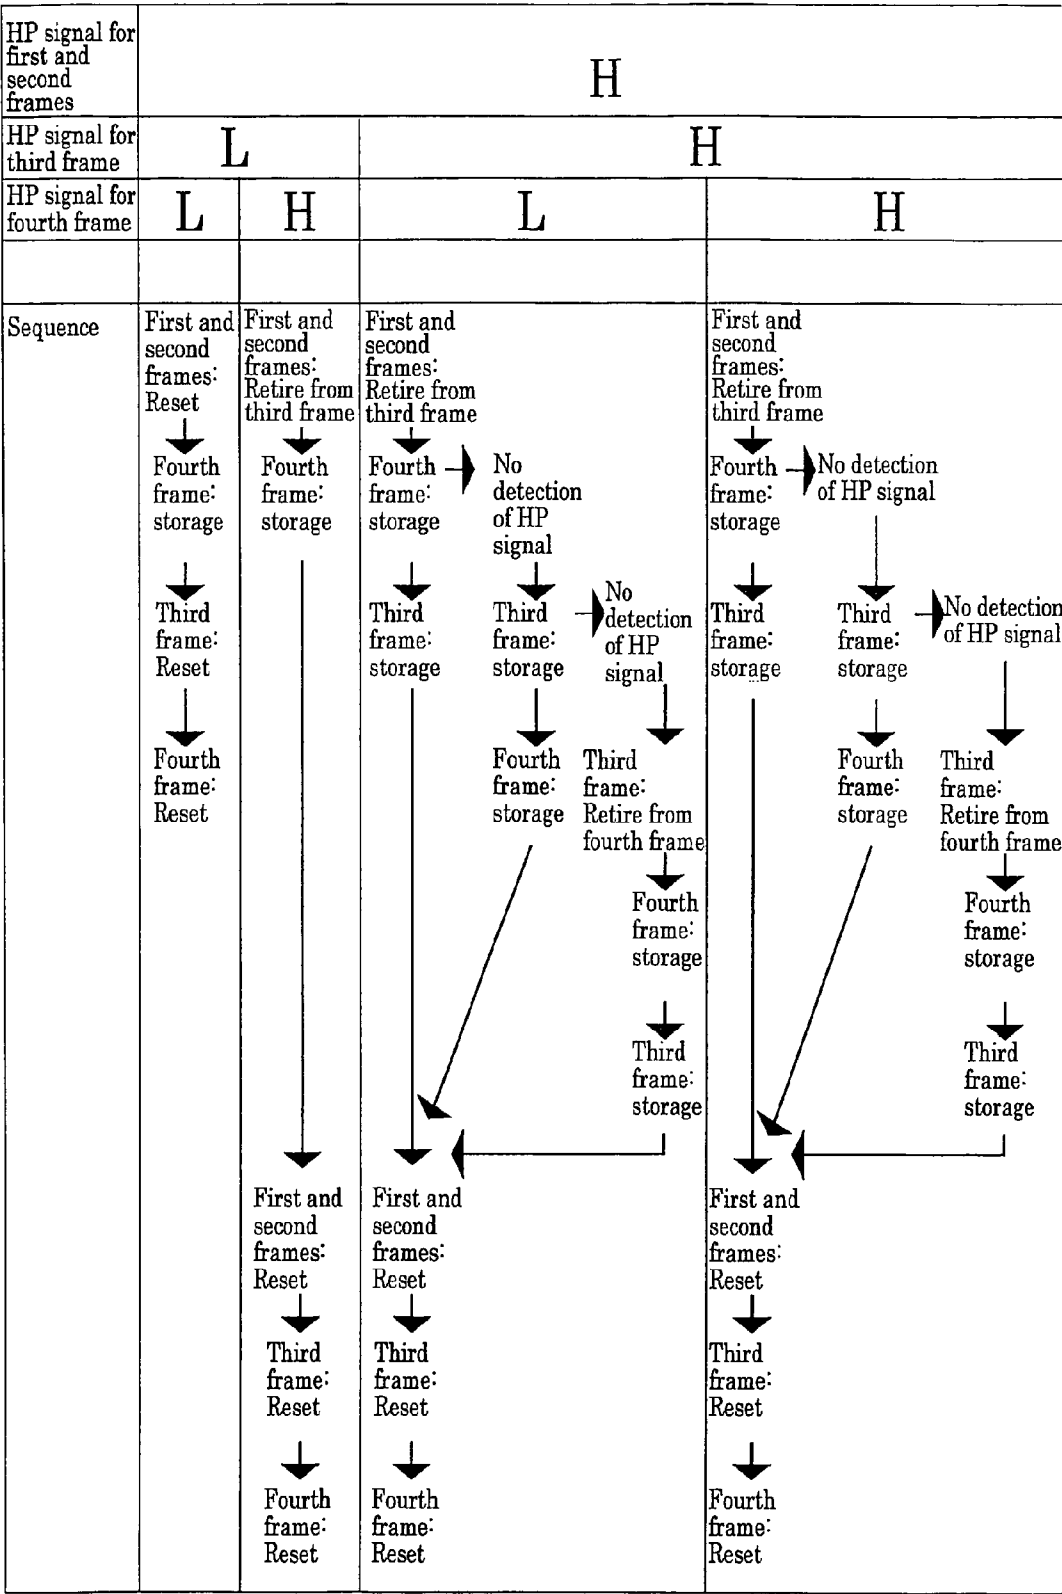 HP signal for
first and
second
frames
H
HP signal for
third frame
L
H
HP signal for
fourth frame
L
H
L
H
Sequence
First and
second
frames:
Reset
Fourth
frame:
storage
Third
frame:
Reset
Fourth
frame:
Reset
First and
second
frames:
Retire from
third frame
Fourth
frame:
storage
First and
second
frames:
Reset
Third
frame:
Reset
Fourth
frame:
Reset
First and
second
frames:
Retire from
third frame
Fourth
frame:
storage
Third
frame:
storage
No
detection
of HP
signal
Third
frame:
storage
Fourth
frame:
storage
No
detection
of HP
signal
Third
frame:
Retire from
fourth frame
Fourth
frame:
storage
Third
frame:
storage
First and
second
frames:
Reset
Third
frame:
Reset
Fourth
frame:
Reset
First and
second
frames:
Retire from
third frame
Fourth
frame:
storage
Third
frame:
storage
No detection
of HP signal
Third
frame:
storage
Fourth
frame:
storage
No detection
of HP signal
Third
frame:
Retire from
fourth frame
Fourth
frame:
storage
Third
frame:
storage
First and
second
frames:
Reset
Third
frame:
Reset
Fourth
frame:
Reset